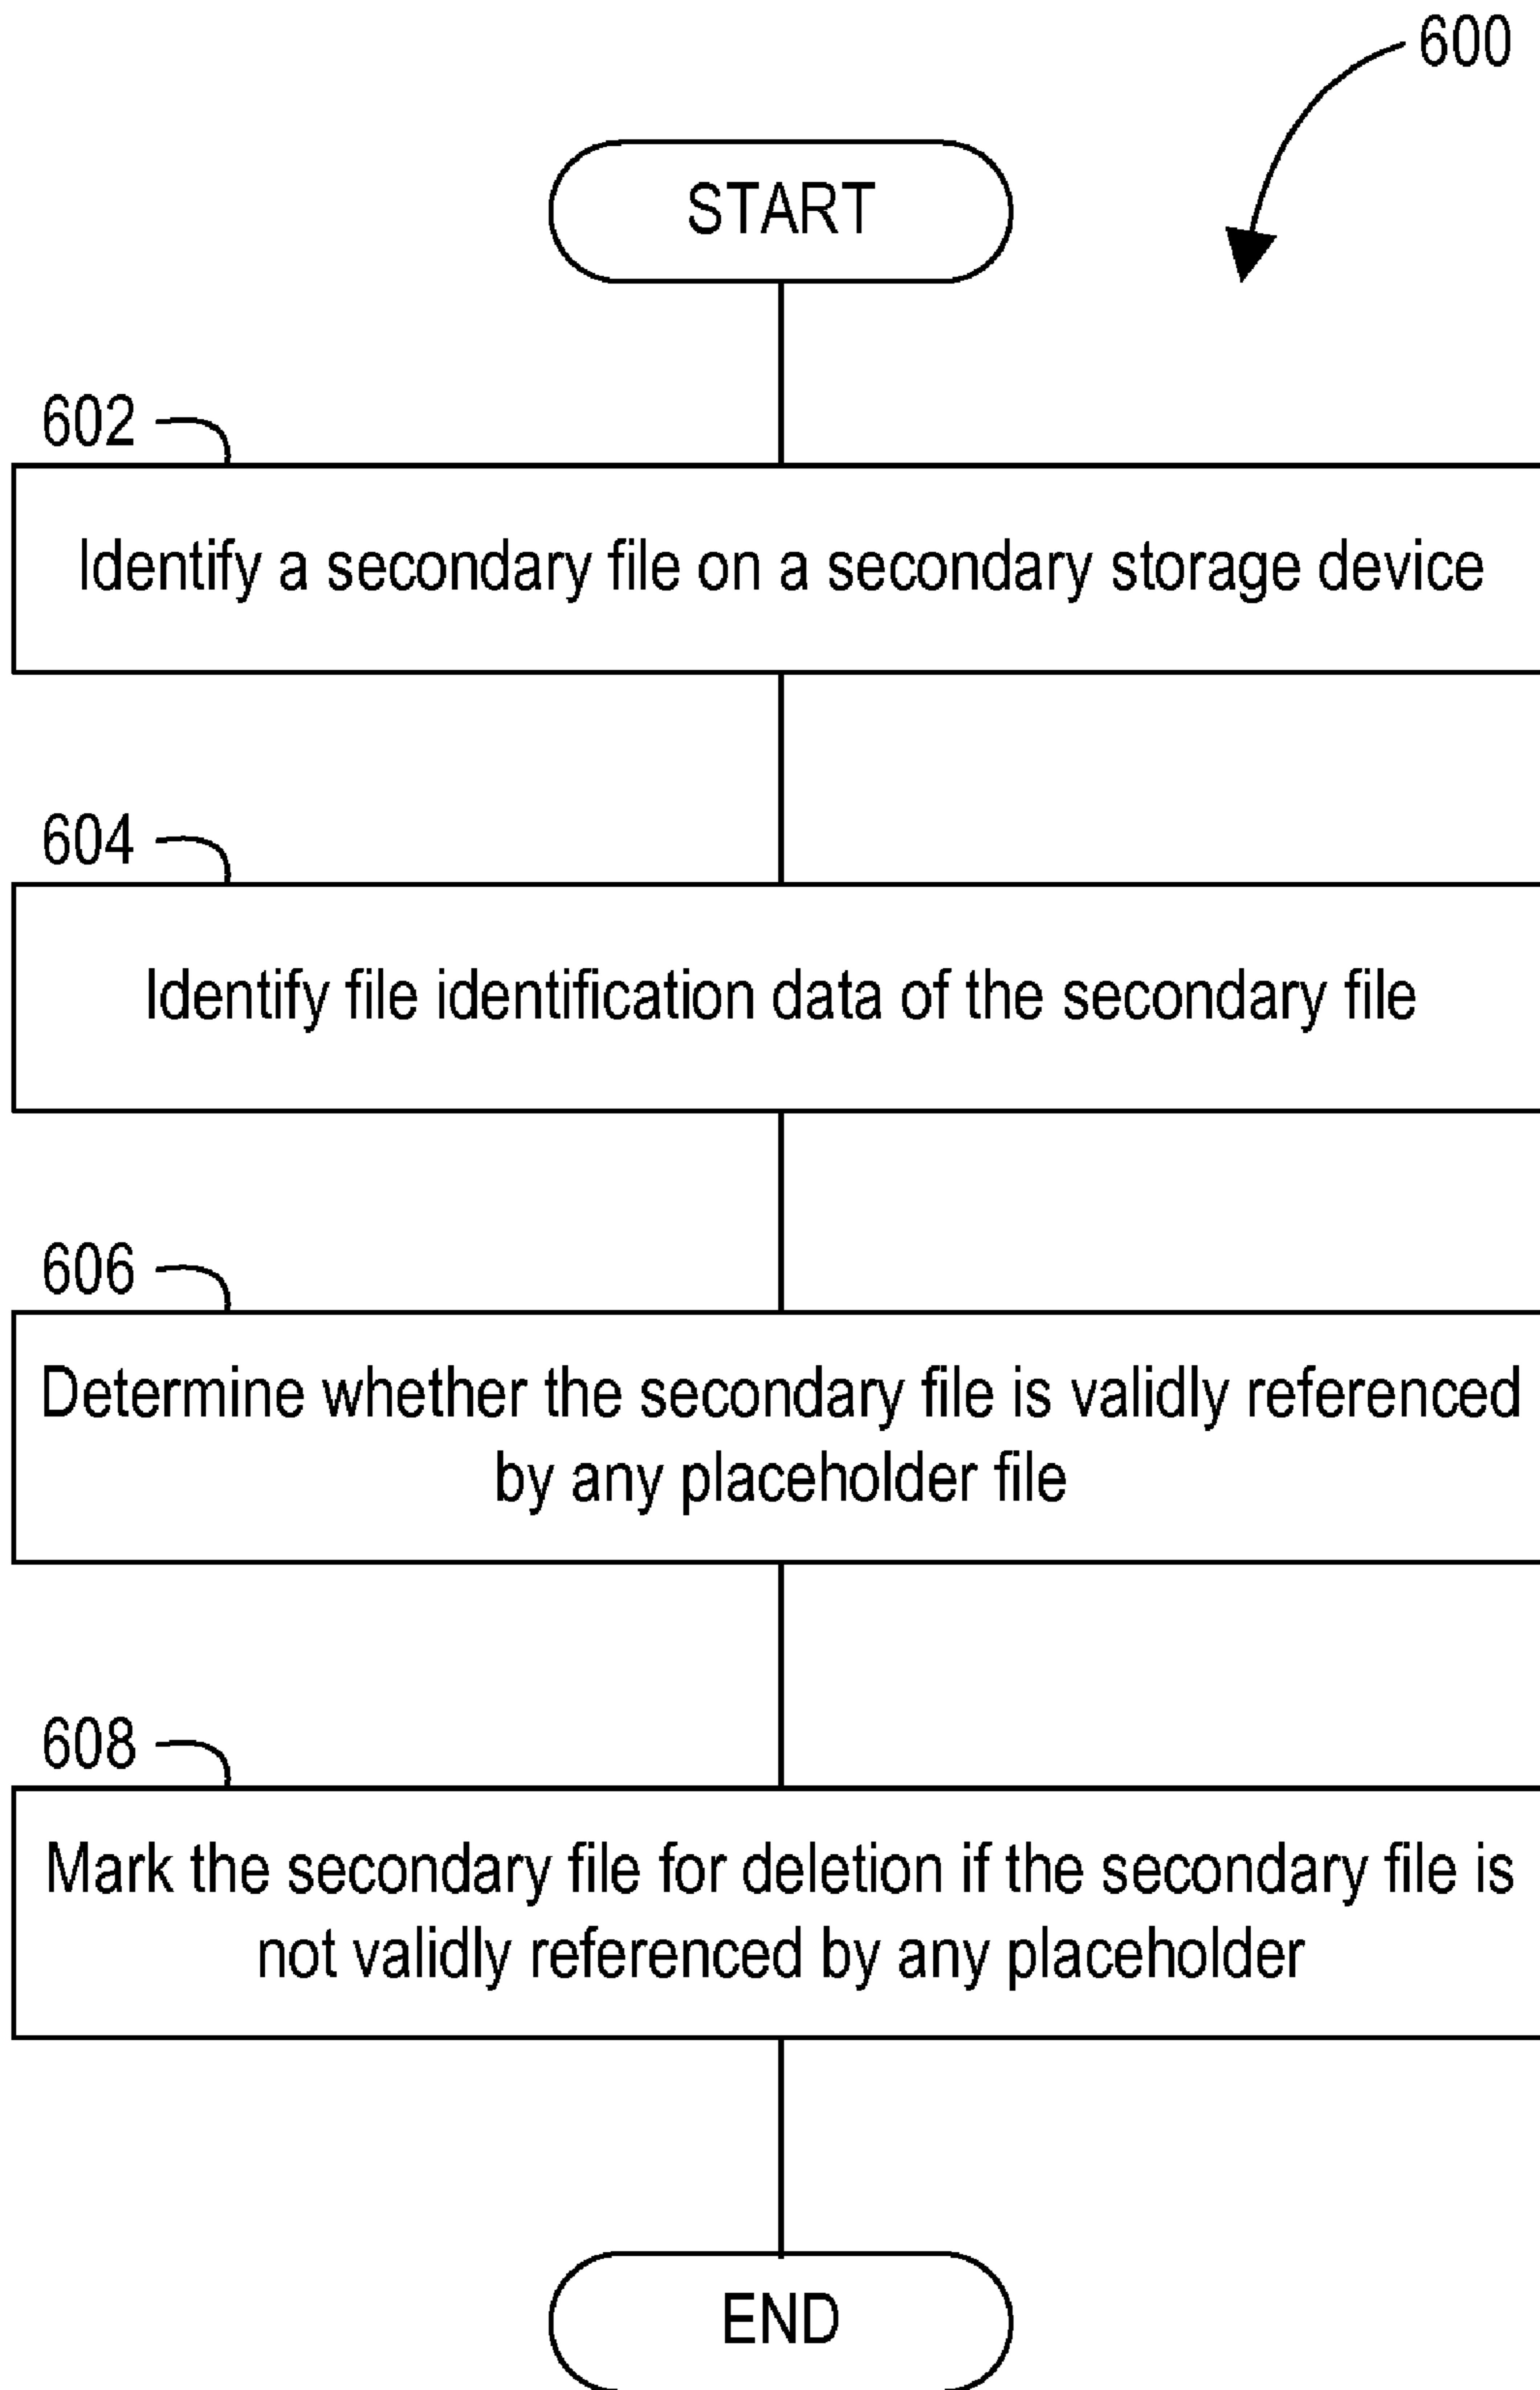 600
START
602
Identify a secondary file on a secondary storage device
604
Identify file identification data of the secondary file
606
Determine whether the secondary file is validly referenced
by any placeholder file
608
Mark the secondary file for deletion if the secondary file is
not validly referenced by any placeholder
END